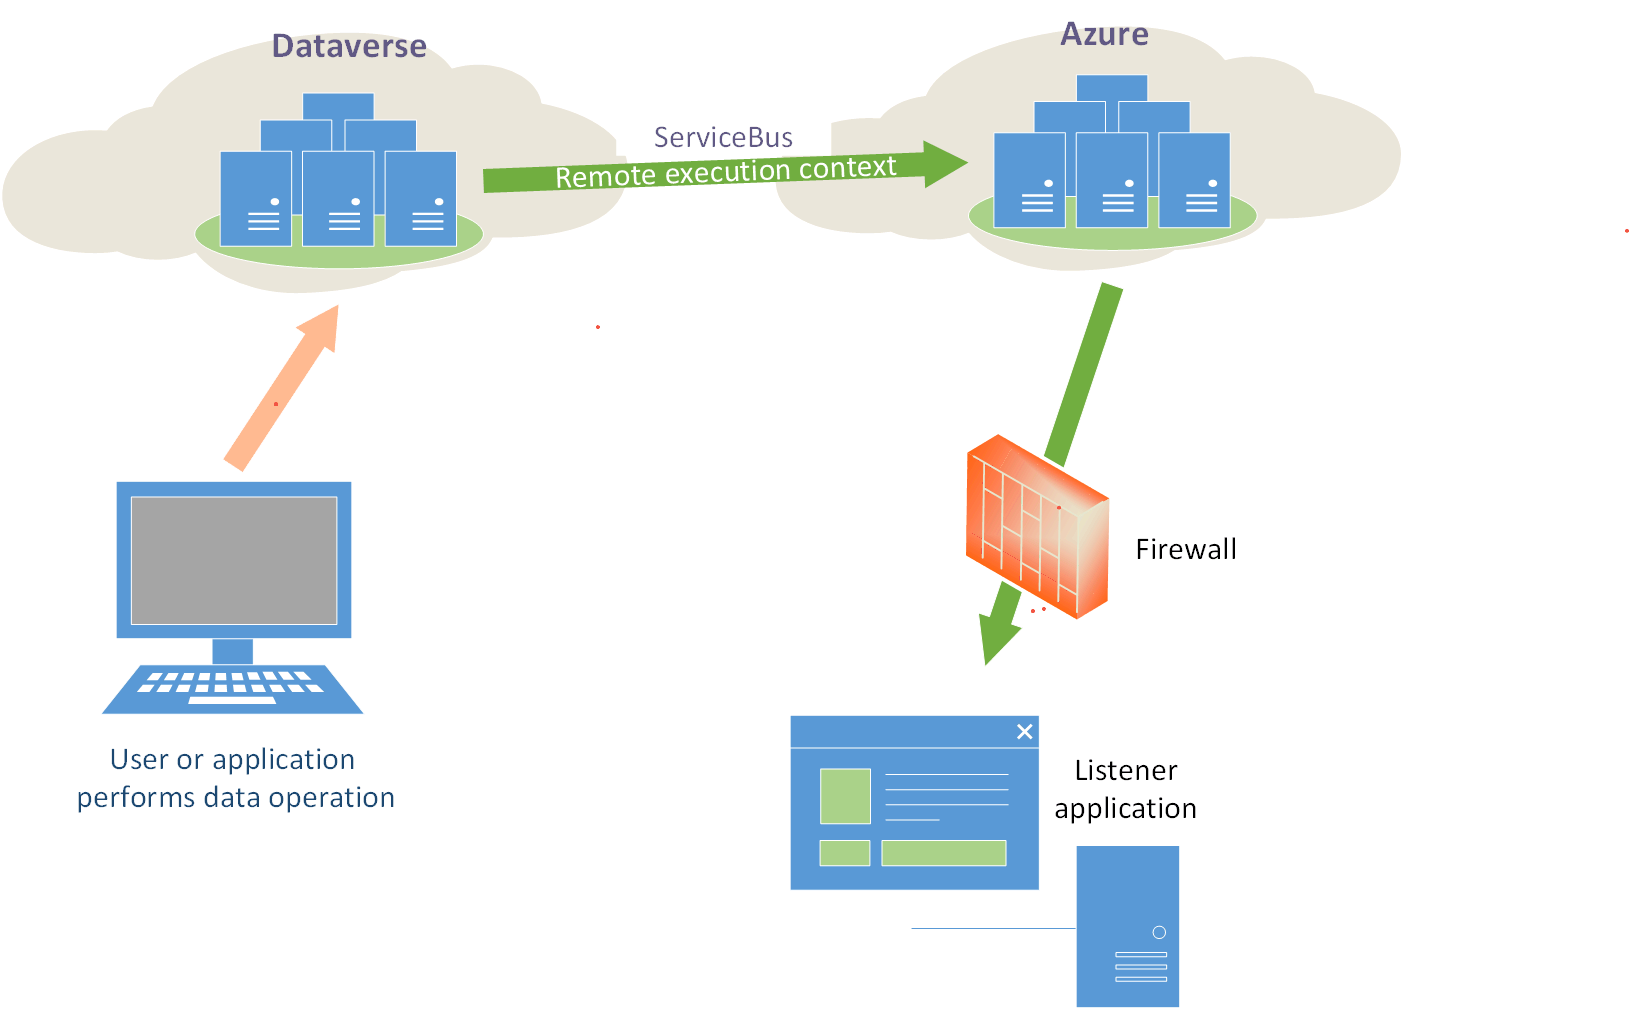 Dataverse
Azure
ServiceBus
Remote execution context
Firewall
User or application
performs data operation
Listener
application